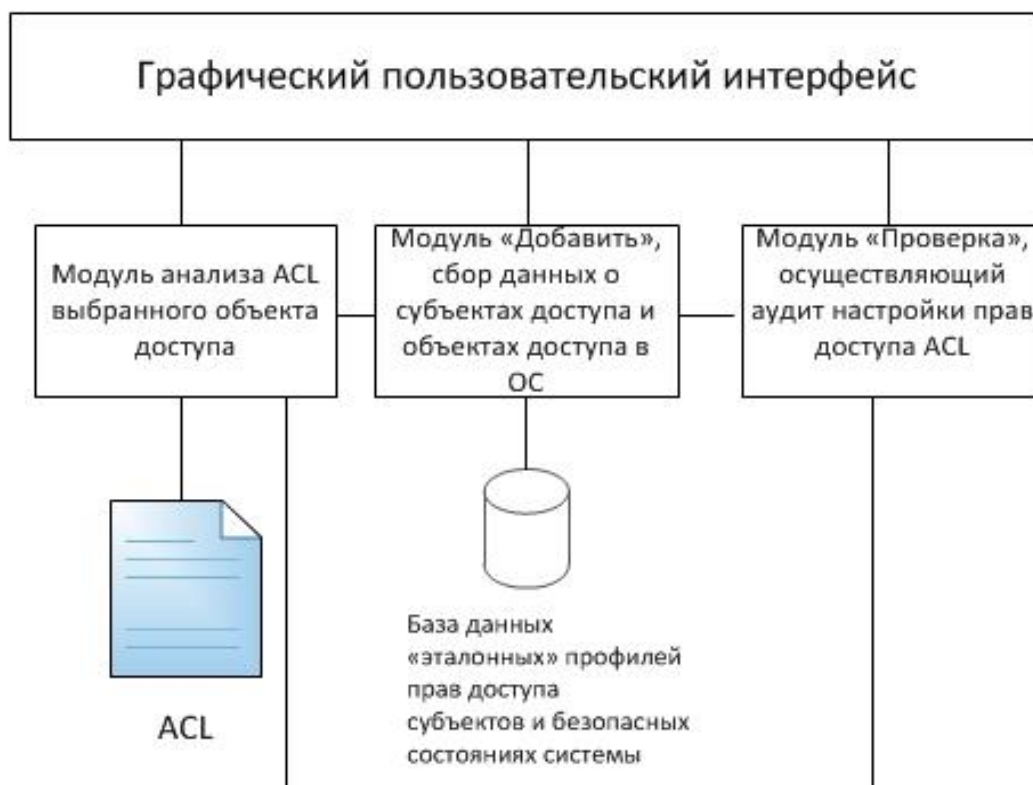 Графический пользовательский интерфейс
Модуль анализа ACL
выбранного объекта
доступа
Модуль «Добавить»,
сбор данных о
субъектах доступа и
объектах доступа в
ОС
Модуль «Проверка»,
осуществляющий
аудит настройки прав
доступа ACL
ACL
База данных
«эталонных» профилей
прав доступа
субъектов и безопасных
состояниях системы